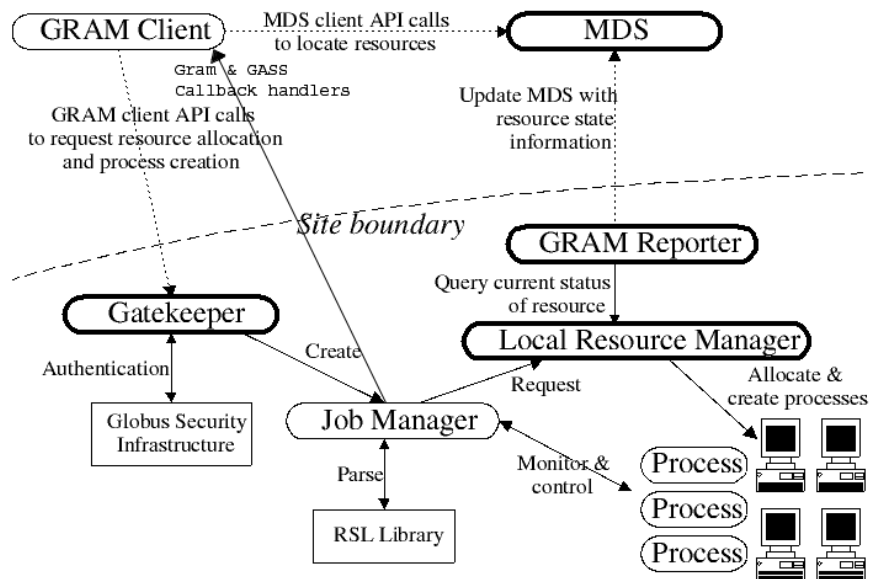 GRAM Client
MDS client API calls
to locate resources
MDS
Gram & GASS
Callback handlers
GRAM client API calls
to request resource allocation
and process creation
Update MDS with
resource state
information
Site boundary
GRAM Reporter
Query current status
of resource
Gatekeeper
Local Resource Manager
Authentication
Create
Request
Allocate &
create processes
Globus Security
Infrastructure
Job Manager
Monitor &
control
Parse
RSL Library
Process
Process
Process